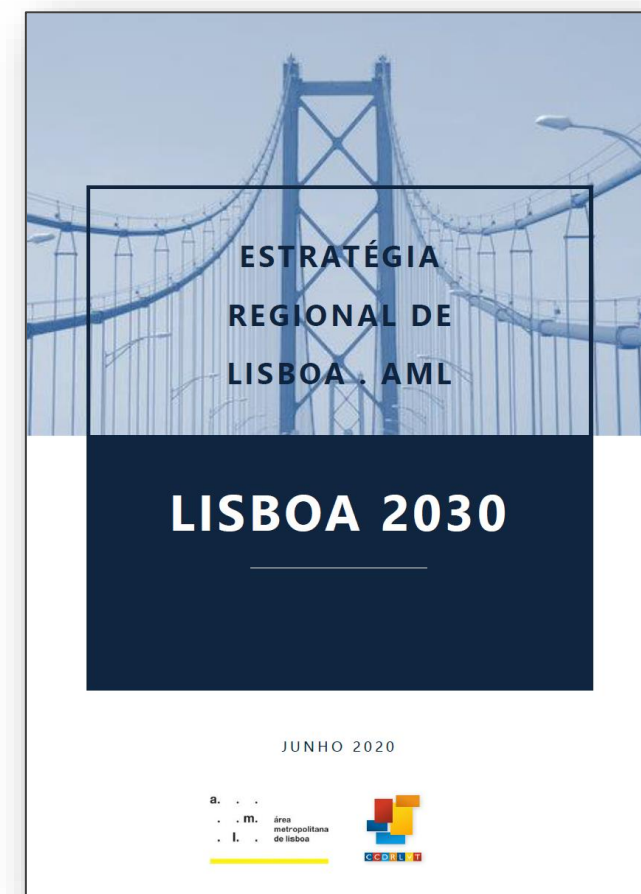 ESTRATÉGIA
REGIONAL DE
LISBOA . AML
LISBOA 2030
JUNHO 2020
a. . .
. . m. área
metropolitana
. l. . de lisboa
CCDRLVT